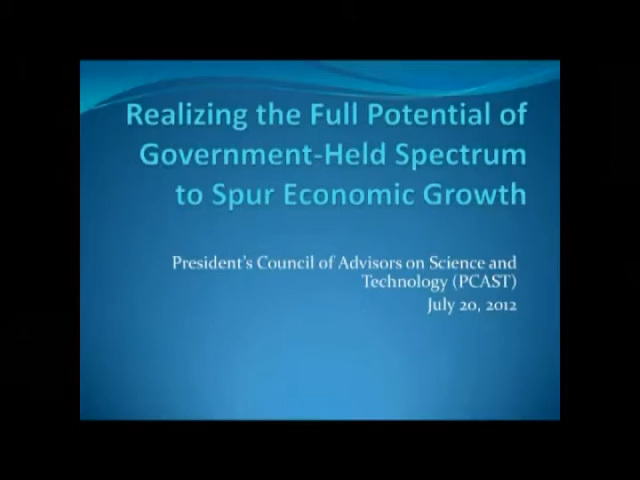 Realizing the Full Potential of
Government-Held Spectrum
to Spur Economic Growth
President's Council of Advisors on Science and
Technology (PCAST)
July 20, 2012